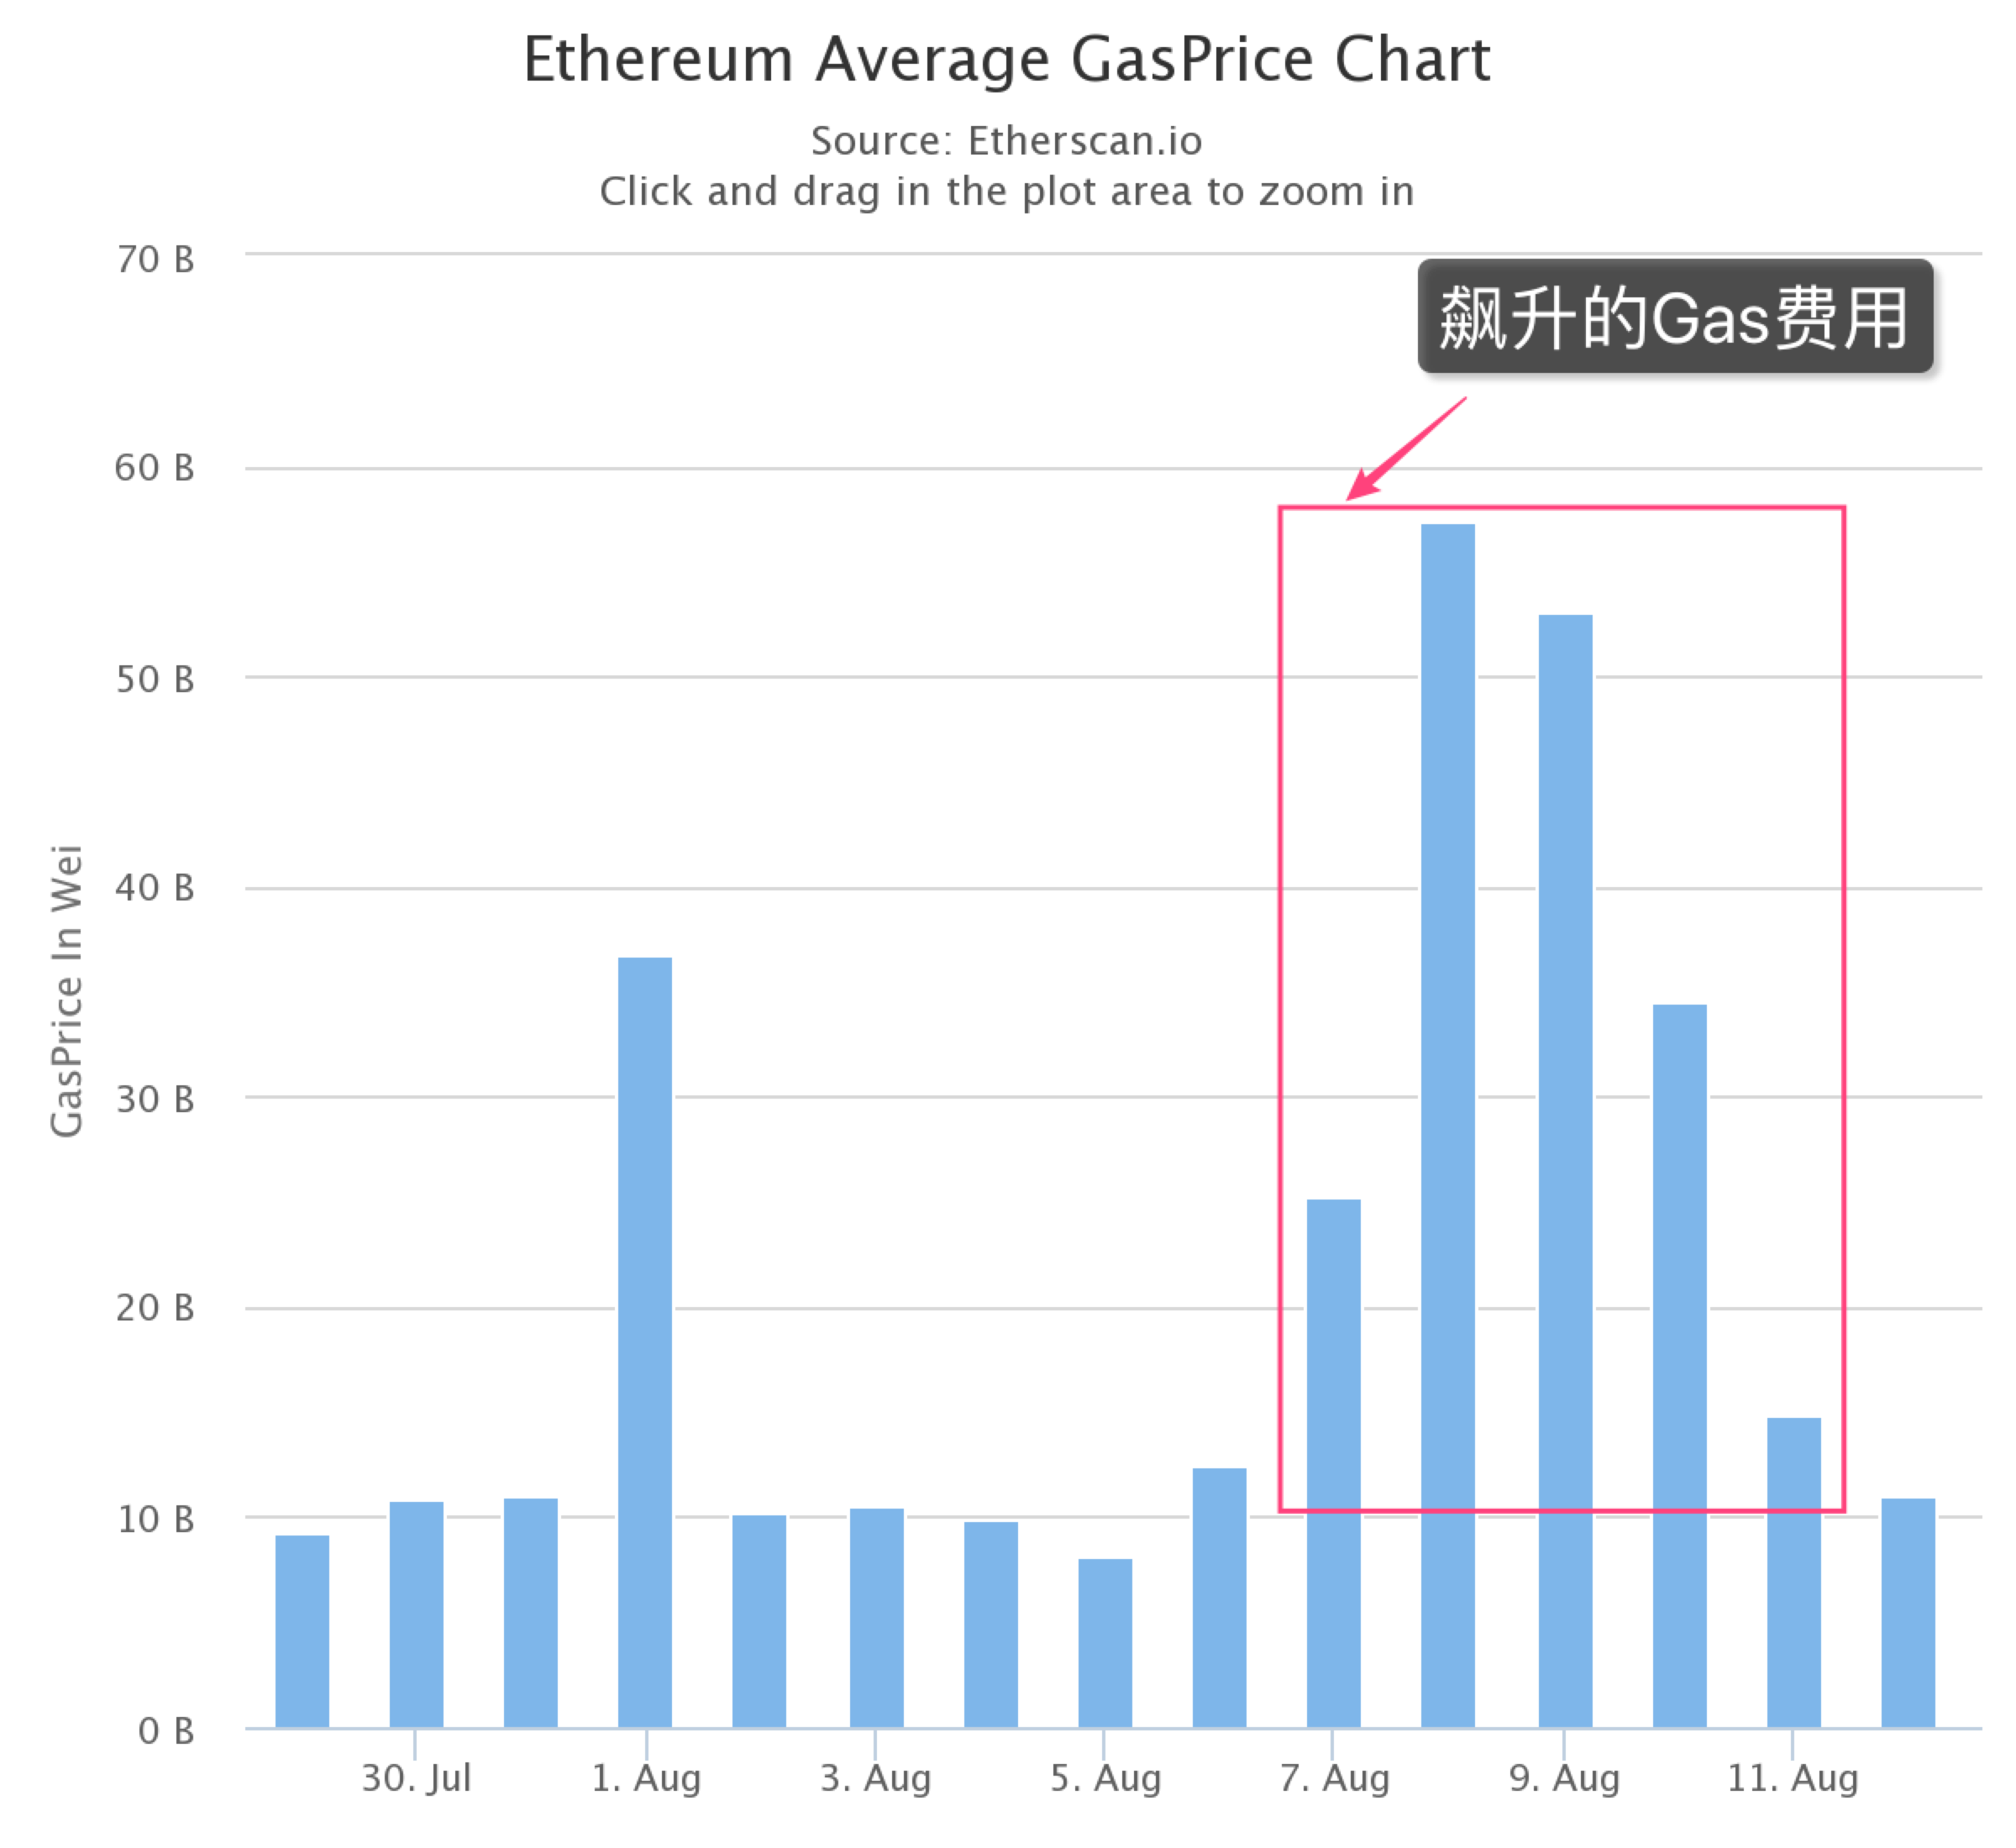 Ethereum Average GasPrice Chart
Source: Etherscan.io
Click and drag in the plot area to zoom in
飙升的Gas费用
GasPrice In Wei
70 B
60 B
50 B
40 B
30 B
20 B
10 B
0 B
30. Jul
1. Aug
3. Aug
5. Aug
7. Aug
9. Aug
11. Aug